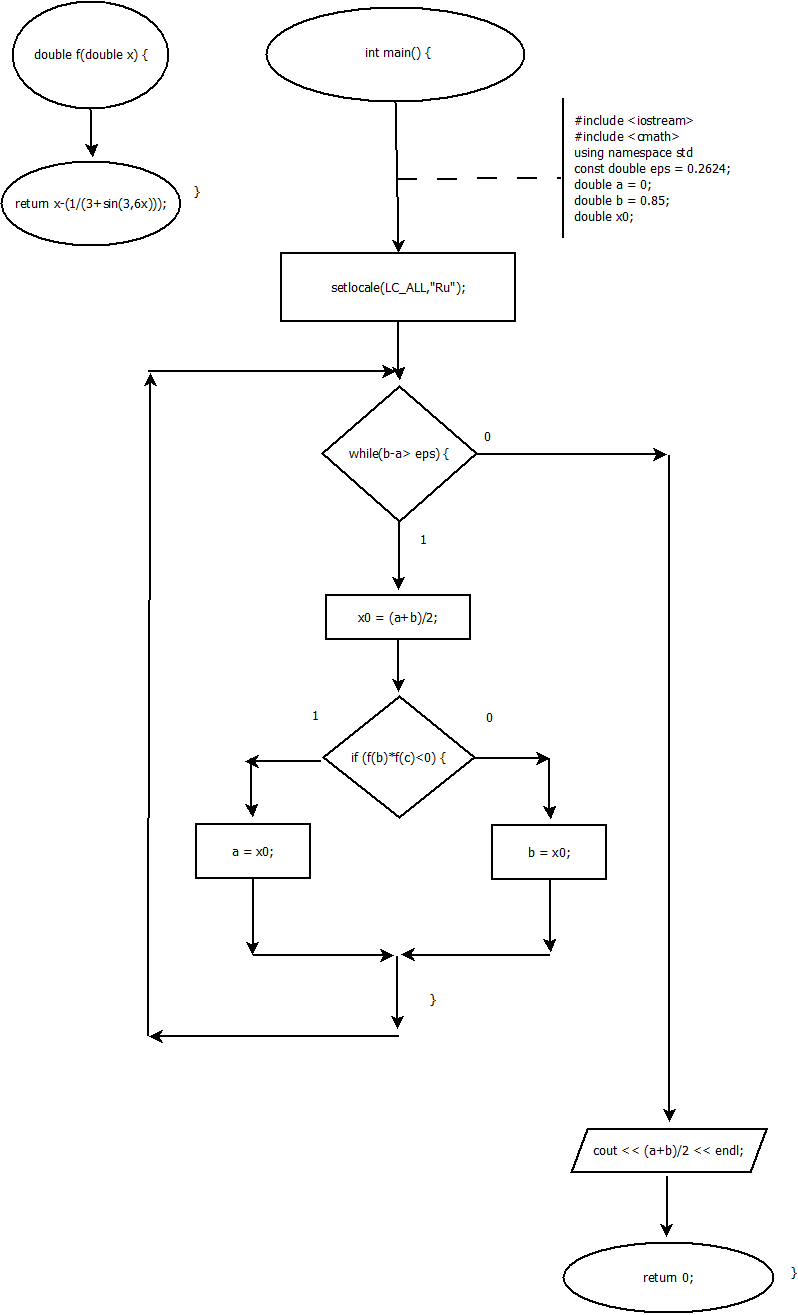 double f(double x) {
return x-(1/(3+sin(3,6x)));
}
int main() {
#include <iostream>
#include <cmath>
using namespace std
const double eps = 0.2624;
double a = 0;
double b = 0.85;
double x0;
setlocale(LC_ALL,"Ru");
while(b-a> eps) {
0
1
x0 = (a+b)/2;
if (f(b)*f(c)<0) {
1
0
a = x0;
b = x0;
}
cout << (a+b)/2 << endl;
return 0;
}